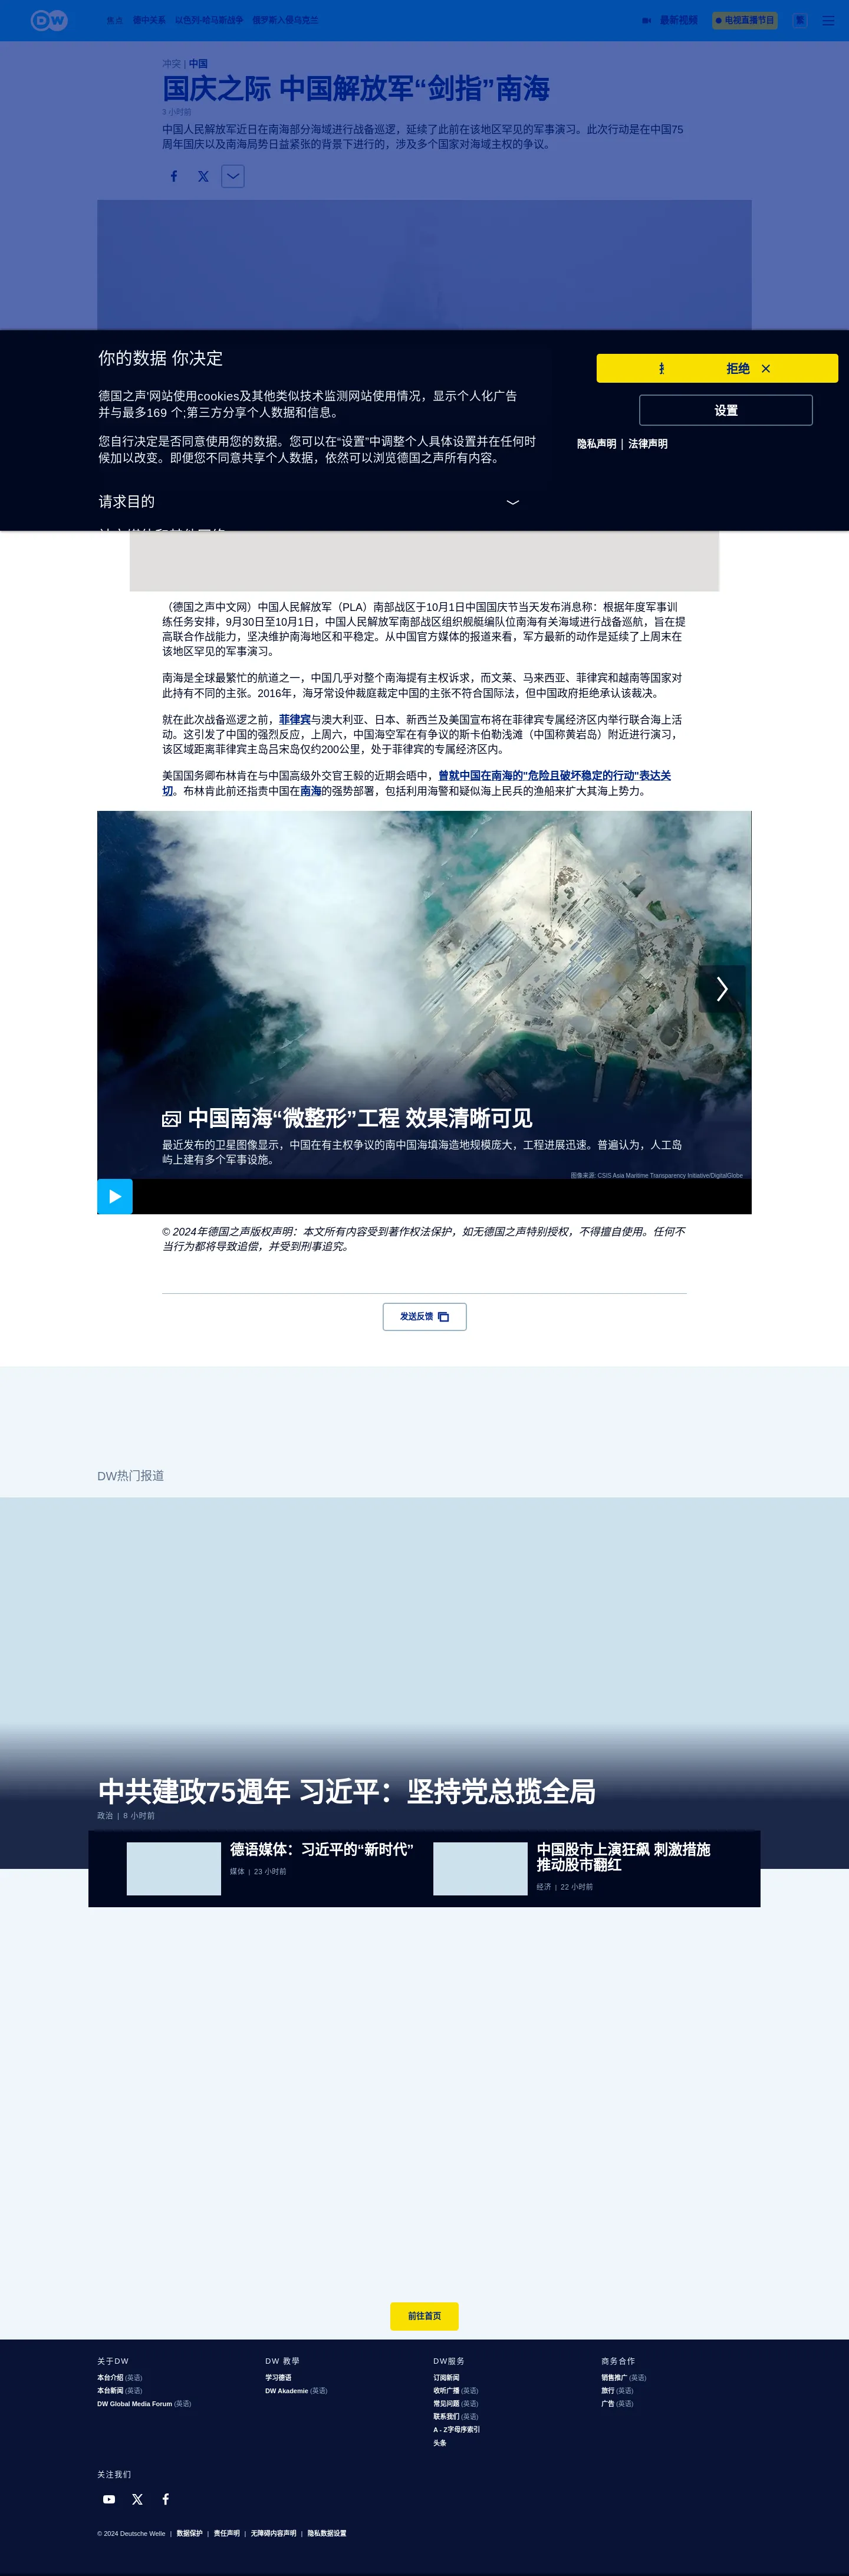 DW
焦点 德中关系 以色列-哈马斯战争 俄罗斯入侵乌克兰
最新视频 电视直播节目 繁
冲突 | 中国
国庆之际 中国解放军“剑指”南海
3 小时前
中国人民解放军近日在南海部分海域进行战备巡逻，延续了此前在该地区罕见的军事演习。此次行动是在中国75
周年国庆以及南海局势日益紧张的背景下进行的，涉及多个国家对海域主权的争议。
你的数据 你决定
德国之声‘网站使用cookies及其他类似技术监测网站使用情况，显示个人化广告
并与最多169 个;第三方分享个人数据和信息。
您自行决定是否同意使用您的数据。您可以在“设置”中调整个人具体设置并在任何时
候加以改变。即便您不同意共享个人数据，依然可以浏览德国之声所有内容。
请求目的
拒绝
设置
隐私声明 | 法律声明
（德国之声中文网）中国人民解放军（PLA）南部战区于10月1日中国国庆节当天发布消息称：根据年度军事训
练任务安排，9月30日至10月1日，中国人民解放军南部战区组织舰艇编队位南海有关海域进行战备巡航，旨在提
高联合作战能力，坚决维护南海地区和平稳定。从中国官方媒体的报道来看，军方最新的动作是延续了上周末在
该地区罕见的军事演习。
南海是全球最繁忙的航道之一，中国几乎对整个南海提有主权诉求，而文莱、马来西亚、菲律宾和越南等国家对
此持有不同的主张。2016年，海牙常设仲裁庭裁定中国的主张不符合国际法，但中国政府拒绝承认该裁决。
就在此次战备巡逻之前，菲律宾与澳大利亚、日本、新西兰及美国宣布将在菲律宾专属经济区内举行联合海上活
动。这引发了中国的强烈反应，上周六，中国海空军在有争议的斯卡伯勒浅滩（中国称黄岩岛）附近进行演习，
该区域距离菲律宾主岛吕宋岛仅约200公里，处于菲律宾的专属经济区内。
美国国务卿布林肯在与中国高级外交官王毅的近期会晤中，曾就中国在南海的"危险且破坏稳定的行动"表达关
切。布林肯此前还指责中国在南海的强势部署，包括利用海警和疑似海上民兵的渔船来扩大其海上势力。
中国南海“微整形”工程 效果清晰可见
最近发布的卫星图像显示，中国在有主权争议的南中国海填海造地规模庞大，工程进展迅速。普遍认为，人工岛
屿上建有多个军事设施。
图像来源: CSIS Asia Maritime Transparency Initiative/DigitalGlobe
© 2024年德国之声版权声明：本文所有内容受到著作权法保护，如无德国之声特别授权，不得擅自使用。任何不
当行为都将导致追偿，并受到刑事追究。
发送反馈
DW热门报道
中共建政75週年 习近平：坚持党总揽全局
政治 | 8 小时前
德语媒体：习近平的“新时代”
媒体 | 23 小时前
中国股市上演狂飙 刺激措施
推动股市翻红
经济 | 22 小时前
前往首页
关于DW
本台介绍 (英语)
本台新闻 (英语)
DW Global Media Forum (英语)
DW 教學
学习德语
DW Akademie (英语)
DW服务
订阅新闻
收听广播 (英语)
常见问题 (英语)
联系我们 (英语)
A - Z字母序索引
头条
商务合作
销售推广 (英语)
旅行 (英语)
广告 (英语)
关注我们
© 2024 Deutsche Welle | 数据保护 | 责任声明 | 无障碍内容声明 | 隐私数据设置